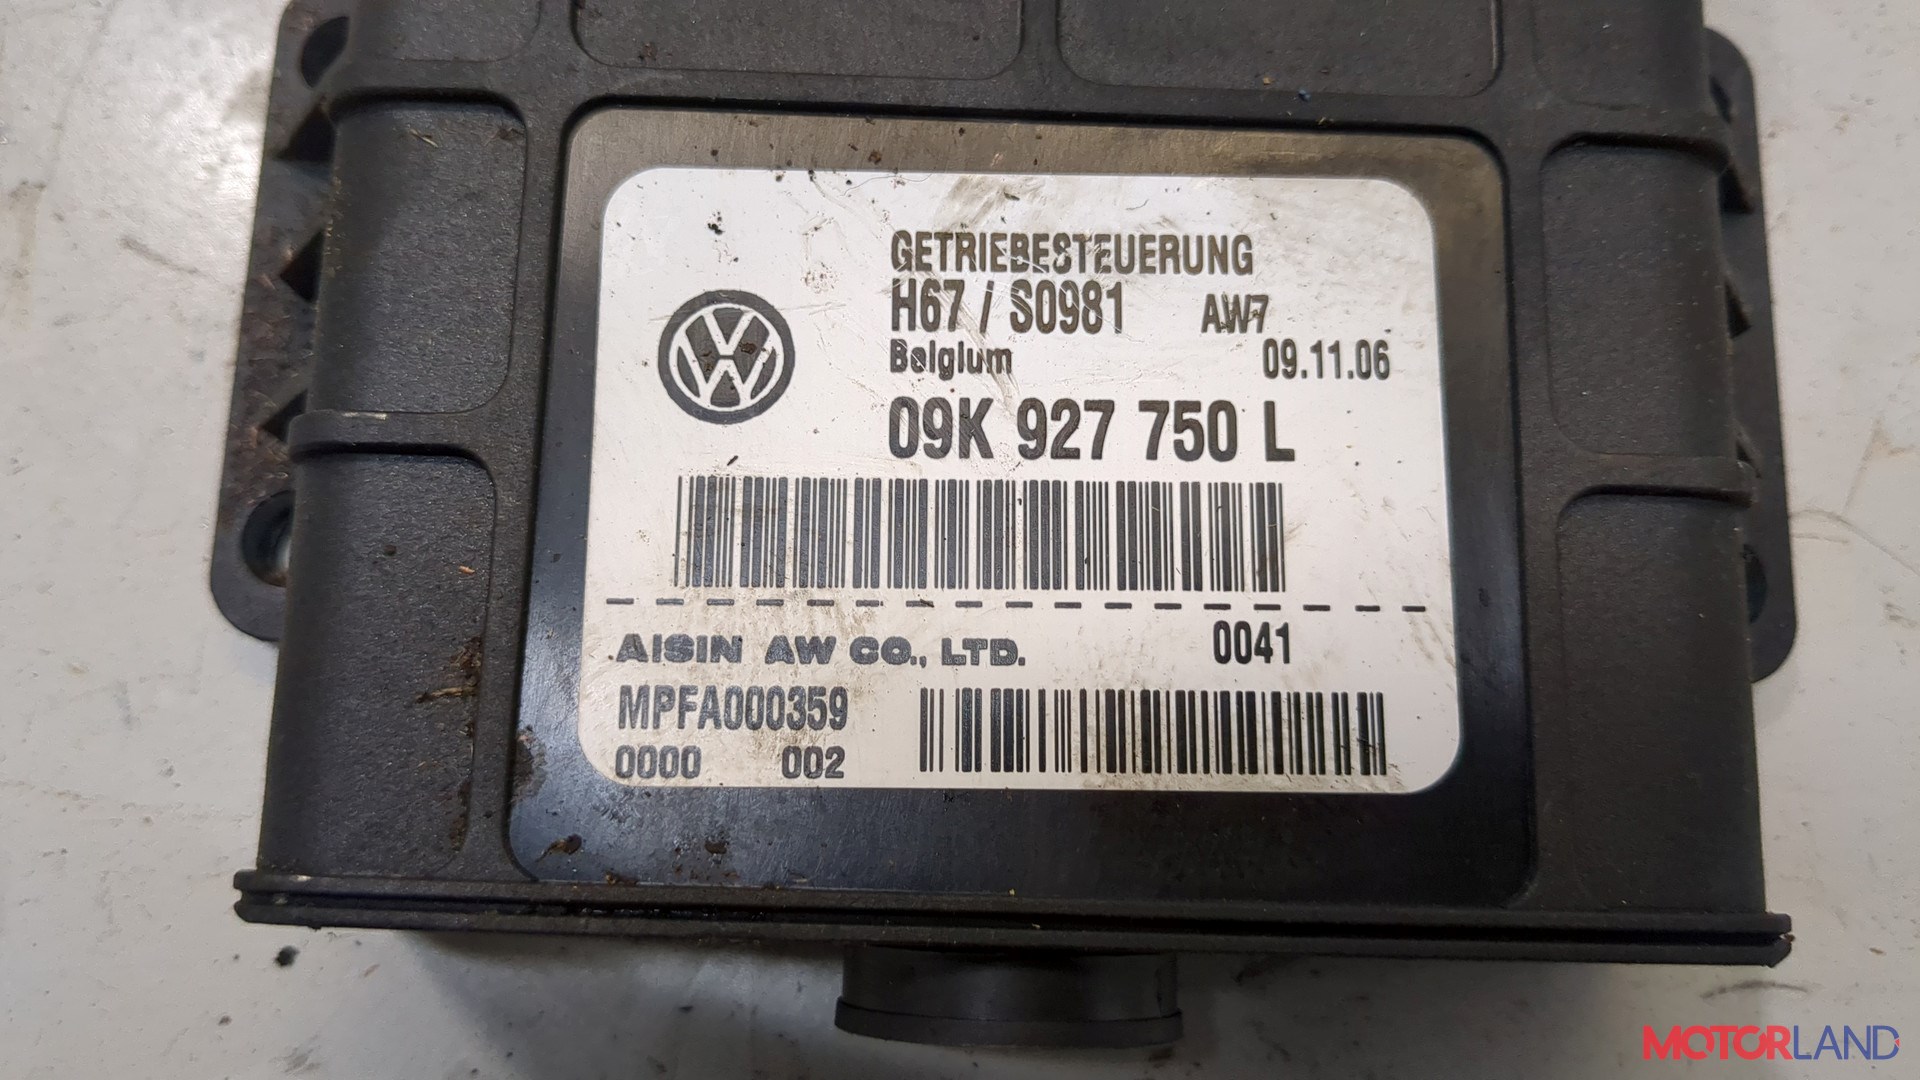 GETRIEBESTEUERUNG
H67 / S0981 AW7
Belgium 09.11.06
09K 927 750 L
AISIN AW CO., LTD. 0041
MPFA000359
0000 002
MOTORLAND